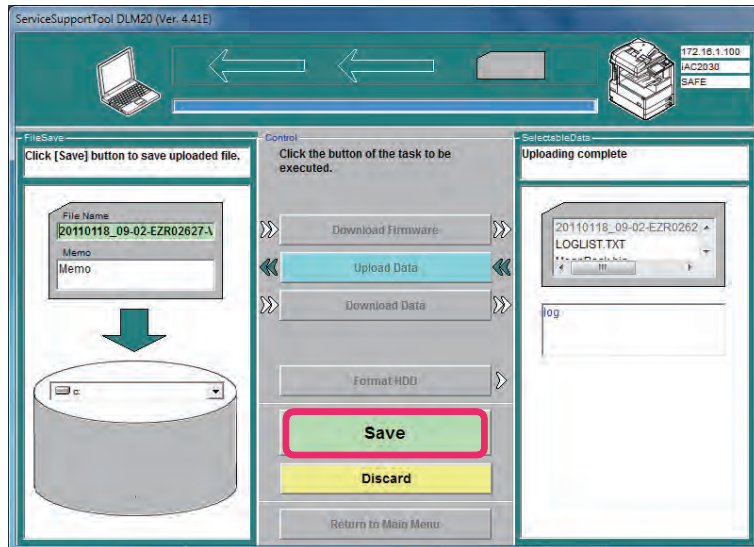 ServiceSupportTool DLM20 (Ver. 4.41E)
172.16.1.100
iAC2030
SAFE
FileSave
Click [Save] button to save uploaded file.
File Name
20110118_09-02-EZR02627-V
Memo
Memo
c:
Control
Click the button of the task to be
executed.
Download Firmware
Upload Data
Download Data
Format HDD
Save
Discard
Return to Main Menu
SelectableData
Uploading complete
20110118_09-02-EZR0262
LOGLIST.TXT
log